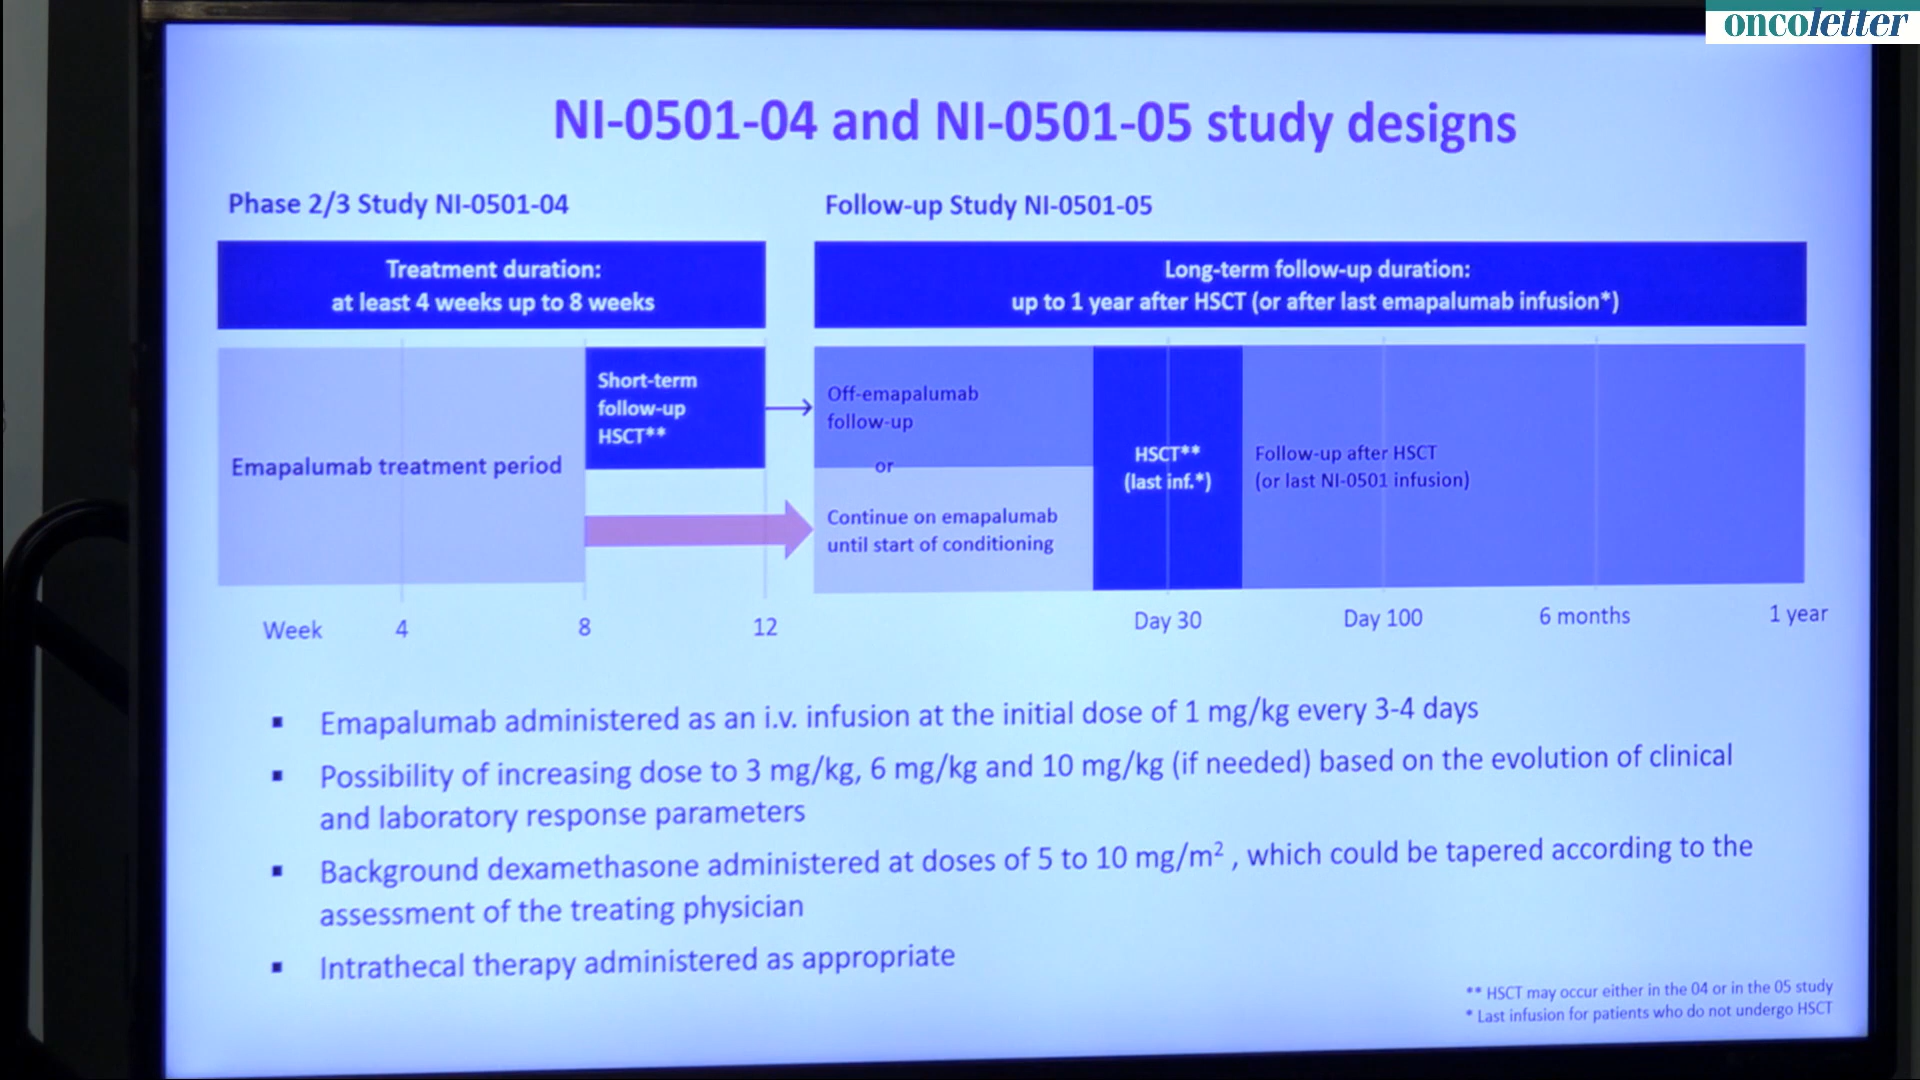 oncoletter
NI-0501-04 and NI-0501-05 study designs
Phase 2/3 Study NI-0501-04
Follow-up Study NI-0501-05
Treatment duration:
at least 4 weeks up to 8 weeks
Long-term follow-up duration:
up to 1 year after HSCT (or after last emapalumab infusion*)
Emapalumab treatment period
Short-term
follow-up
HSCT**
Off-emapalumab
follow-up
or
Continue on emapalumab
until start of conditioning
HSCT**
(last inf.*)
Follow-up after HSCT
(or last NI-0501 infusion)
Week 4 8 12
Day 30 Day 100 6 months 1 year
▪ Emapalumab administered as an i.v. infusion at the initial dose of 1 mg/kg every 3-4 days
▪ Possibility of increasing dose to 3 mg/kg, 6 mg/kg and 10 mg/kg (if needed) based on the evolution of clinical
and laboratory response parameters
▪ Background dexamethasone administered at doses of 5 to 10 mg/m² , which could be tapered according to the
assessment of the treating physician
▪ Intrathecal therapy administered as appropriate
** HSCT may occur either in the 04 or in the 05 study
* Last infusion for patients who do not undergo HSCT